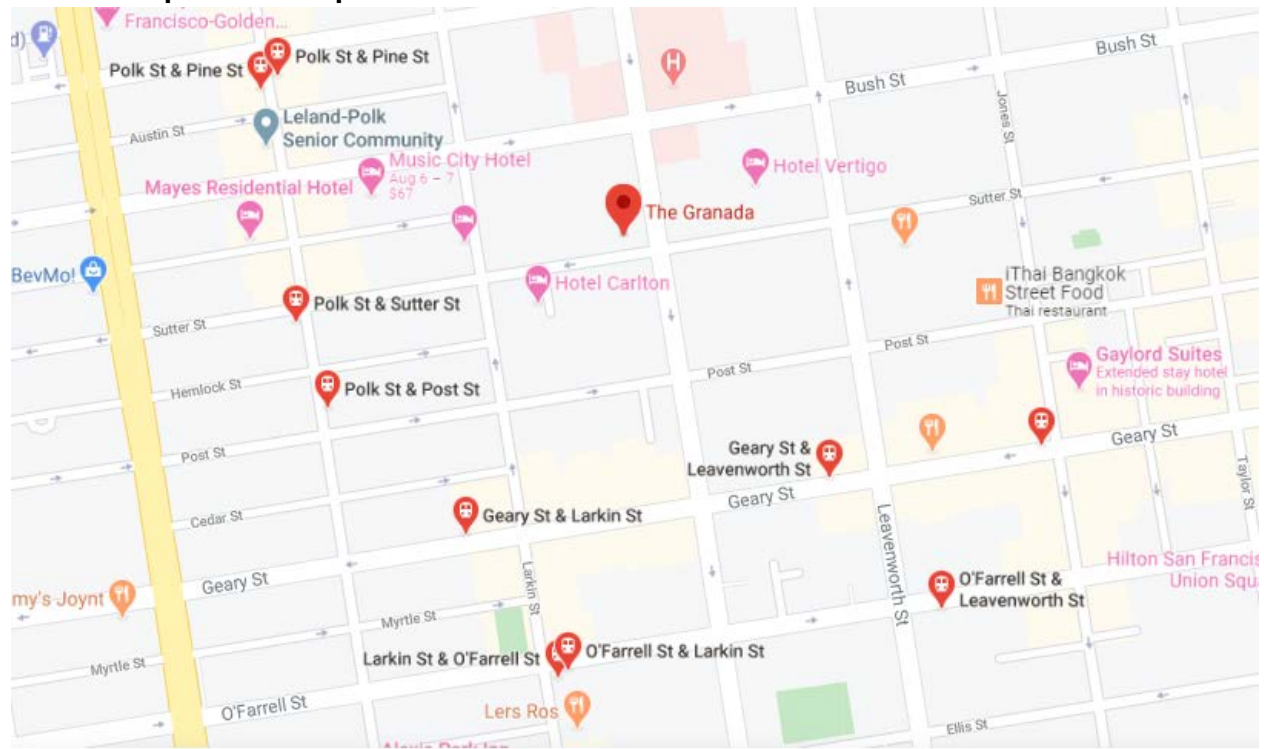 Francisco-Golden...
d)
Polk St & Pine St
Polk St & Pine St
Bush St
Bush St
Austin St
Leland-Polk
Senior Community
Jones St
Music City Hotel
Aug 6 – 7
$67
Mayes Residential Hotel
H
Hotel Vertigo
Sutter St
The Granada
BevMo!
Hotel Carlton
iThai Bangkok
Street Food
Thai restaurant
Polk St & Sutter St
Sutter St
Post St
Gaylord Suites
Extended stay hotel
in historic building
Hemlock St
Polk St & Post St
Post St
Geary St &
Leavenworth St
Geary St
Post St
Geary St
Taylor St
Cedar St
Geary St & Larkin St
Leavenworth St
Geary St
Larkin St
Hilton San Francis
Union Squ
my's Joynt
O'Farrell St &
Leavenworth St
Myrtle St
Myrtle St
Larkin St & O'Farrell St
O'Farrell St & Larkin St
O'Farrell St
Lers Ros
Ellis St